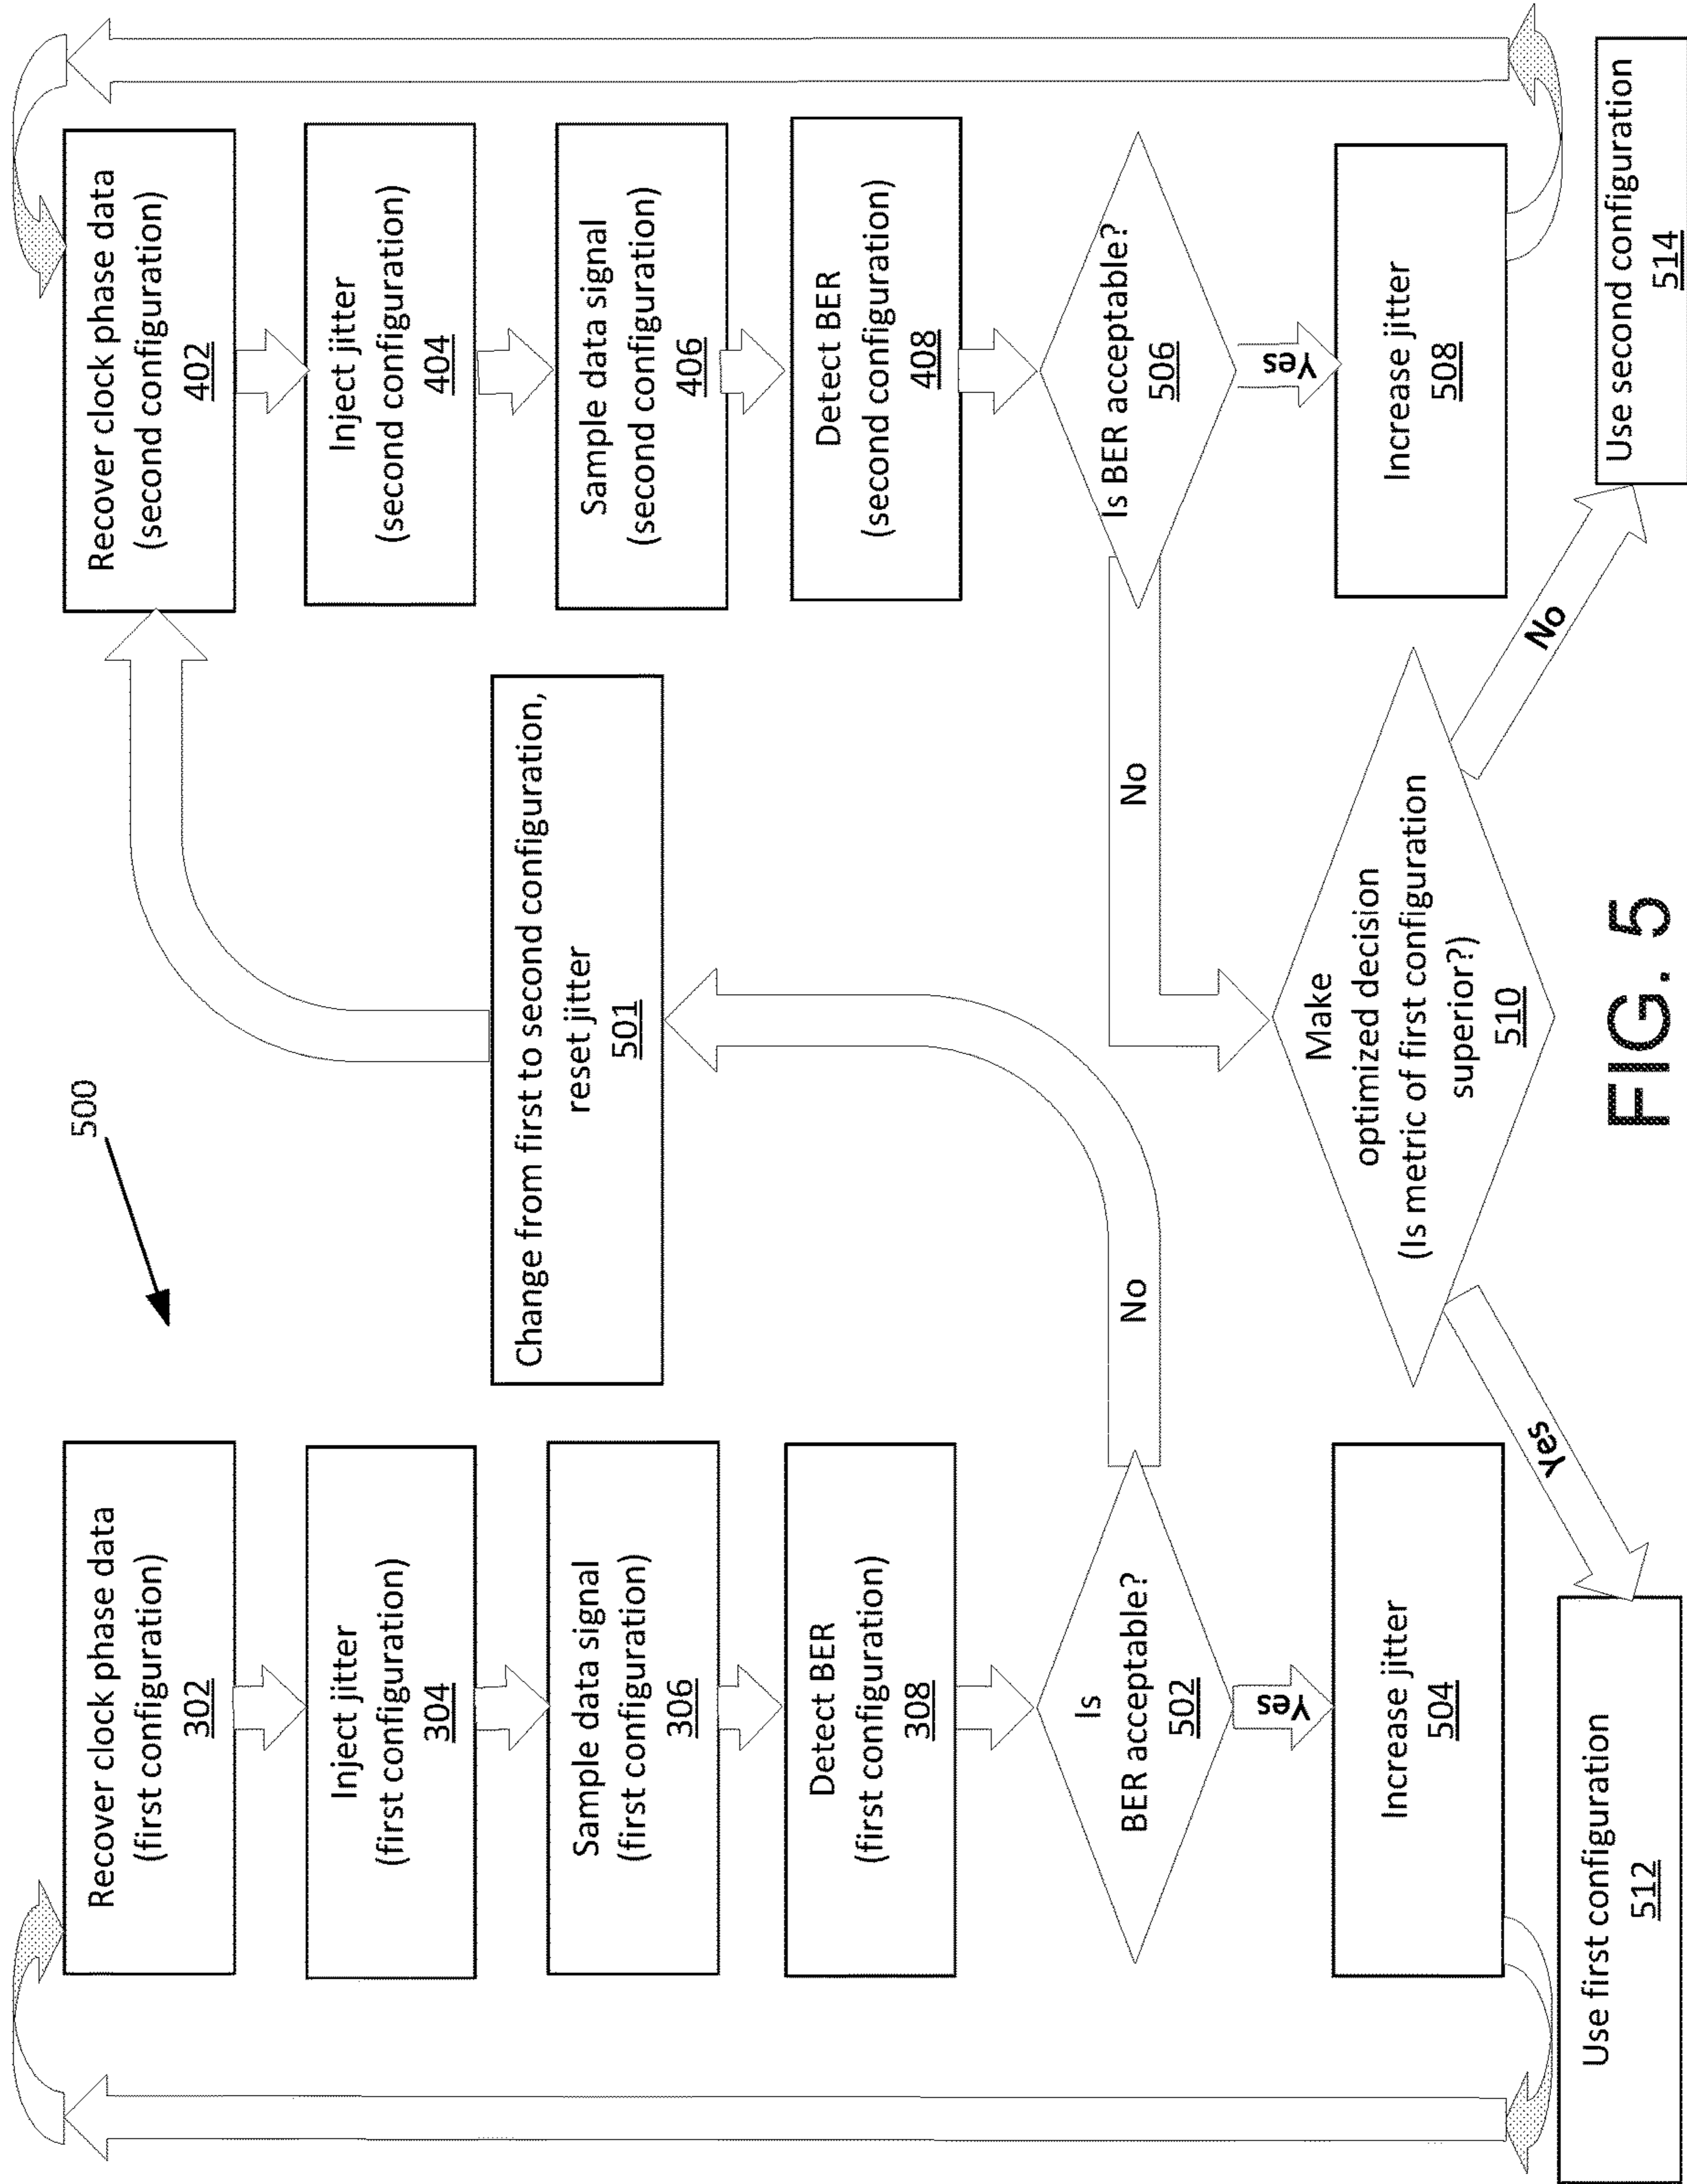 500
Recover clock phase data
(first configuration)
302
Inject jitter
(first configuration)
304
Sample data signal
(first configuration)
306
Detect BER
(first configuration)
308
Is
BER acceptable?
502
Yes
Increase jitter
504
No
Change from first to second configuration,
reset jitter
501
Recover clock phase data
(second configuration)
402
Inject jitter
(second configuration)
404
Sample data signal
(second configuration)
406
Detect BER
(second configuration)
408
Is BER acceptable?
506
Yes
Increase jitter
508
No
Make
optimized decision
(Is metric of first configuration
superior?)
510
Yes
Use first configuration
512
No
Use second configuration
514
FIG. 5